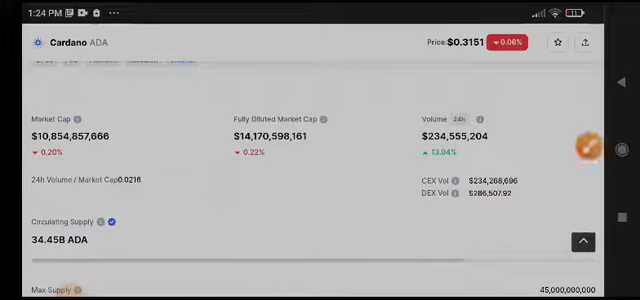 1:24 PM
Cardano ADA
Price:$0.3151 0.06%
Market Cap
$10,854,857,666
0.20%
Fully Diluted Market Cap
$14,170,598,161
0.22%
Volume 24h
$234,555,204
13.04%
24h Volume / Market Cap0.0216
CEX Vol $234,268,696
DEX Vol $286,507.92
Circulating Supply
34.45B ADA
Max Supply 45,000,000,000